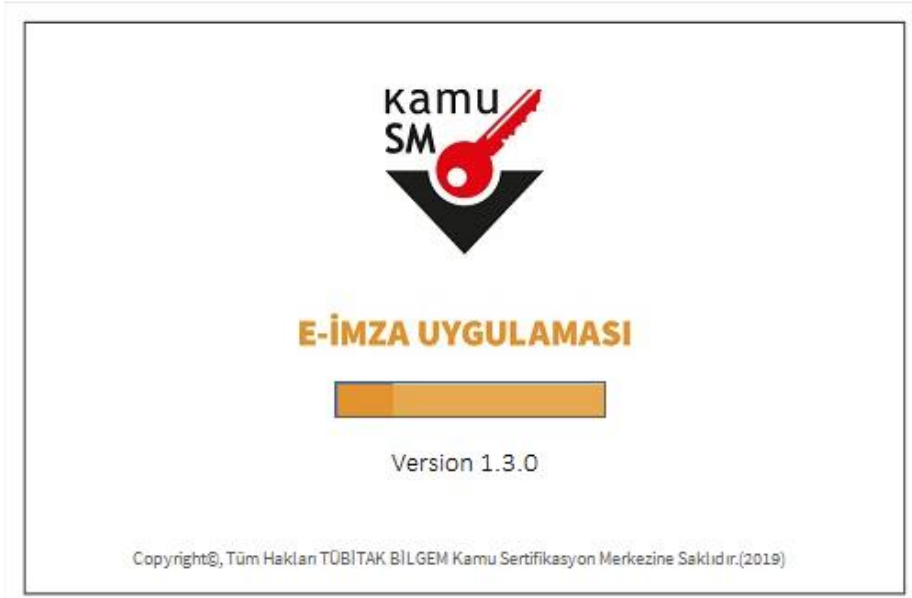 Kamu
SM
E-İMZA UYGULAMASI
Version 1.3.0
Copyright©, Tüm Hakları TÜBİTAK BİLGEM Kamu Sertifikasyon Merkezine Saklıdır.(2019)